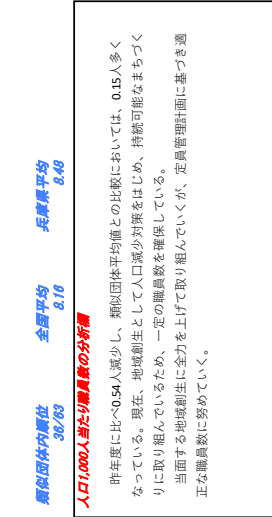 類似団体内順位 全国平均 兵庫県平均
36/63 8.16 8.48
人口1,000人当たり職員数の分析欄
昨年度に比べ0.54人減少し、類似団体平均値との比較においては、0.15人多く
なっている。現在、地域創生として人口減少対策をはじめ、持続可能なまちづく
りに取り組んでいるため、一定の職員数を確保している。
当面する地域創生に全力を上げて取り組んでいくが、定員管理計画に基づき適
正な職員数に努めていく。